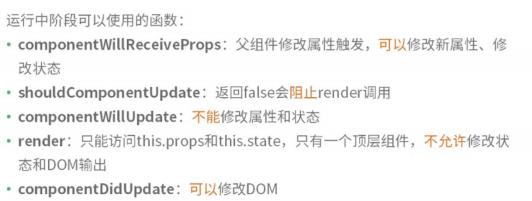 运行中阶段可以使用的函数：
• componentWillReceiveProps：父组件修改属性触发，可以修改新属性、修
改状态
• shouldComponentUpdate：返回false会阻止render调用
• componentWillUpdate：不能修改属性和状态
• render：只能访问this.props和this.state，只有一个顶层组件，不允许修改状
态和DOM输出
• componentDidUpdate：可以修改DOM